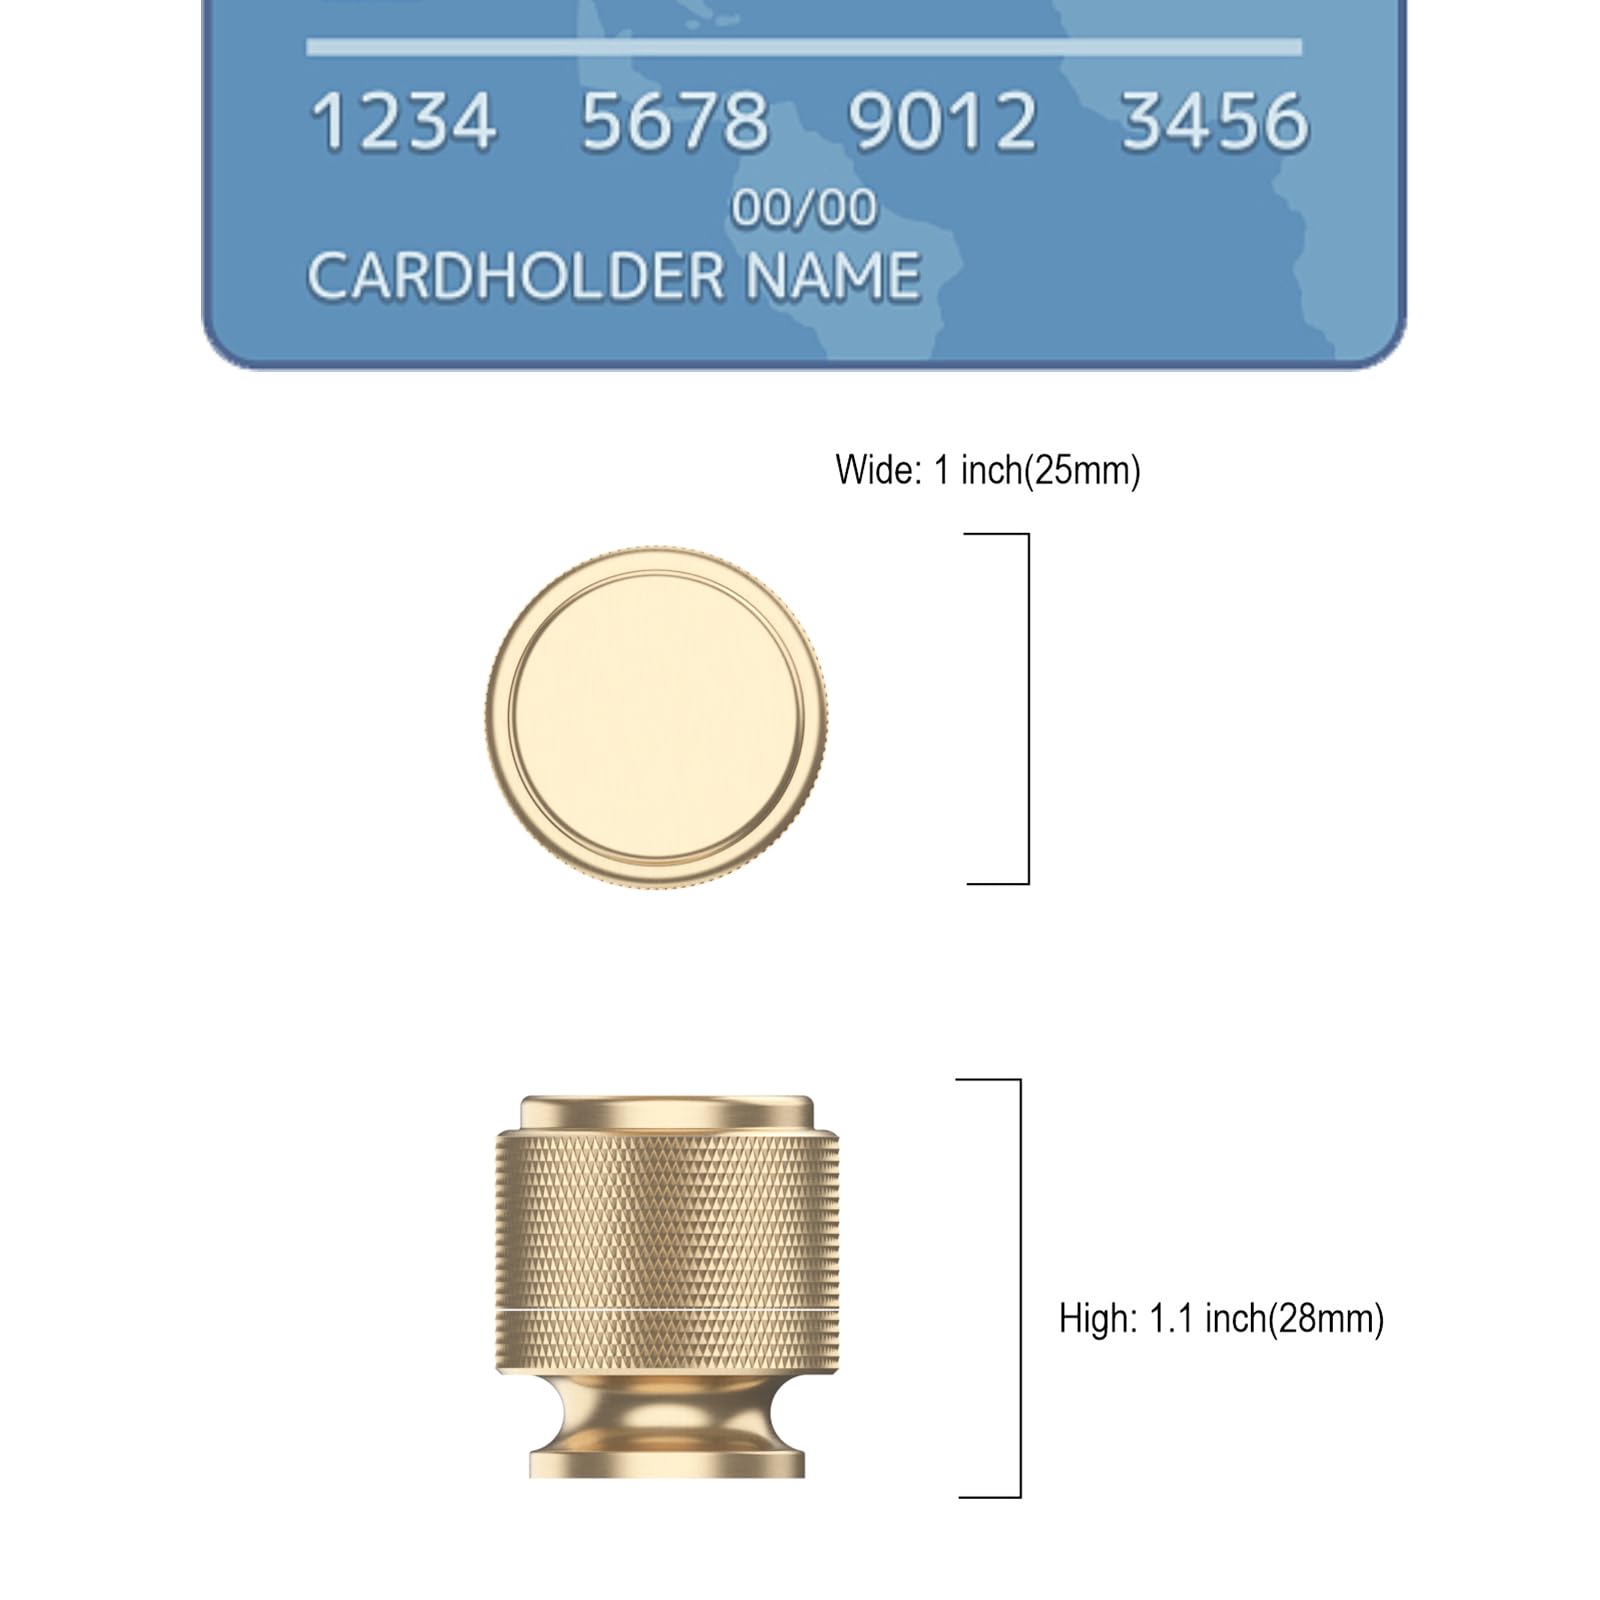 1234 5678 9012 3456
00/00
CARDHOLDER NAME
Wide: 1 inch(25mm)
High: 1.1 inch(28mm)